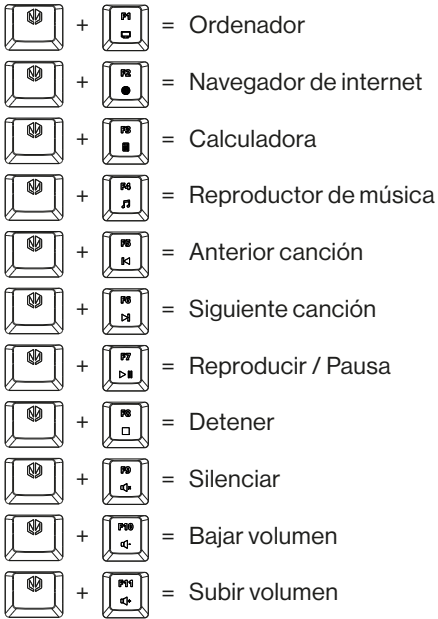 + F1 = Ordenador
+ F2 = Navegador de internet
+ F3 = Calculadora
+ F4 = Reproductor de música
+ F5 = Anterior canción
+ F6 = Siguiente canción
+ F7 = Reproducir / Pausa
+ F8 = Detener
+ F9 = Silenciar
+ F10 = Bajar volumen
+ F11 = Subir volumen